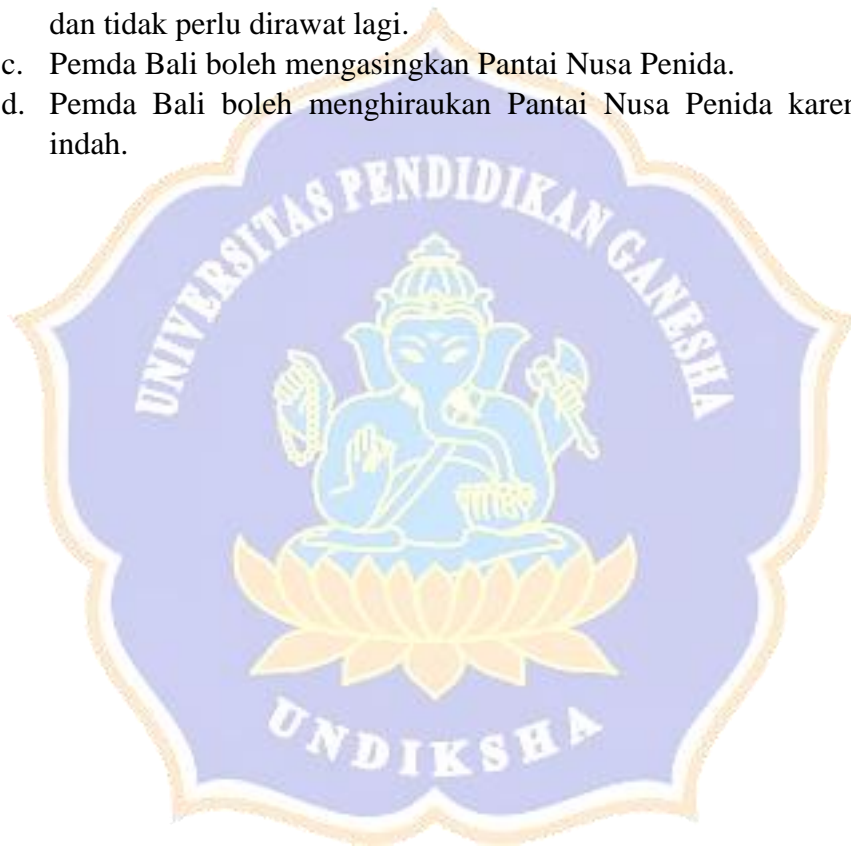 dan tidak perlu dirawat lagi.
c. Pemda Bali boleh mengasingkan Pantai Nusa Penida.
d. Pemda Bali boleh menghiraukan Pantai Nusa Penida karen
indah.
UNIVERSITAS PENDIDIKAN GANESHA
UNDIKSHA